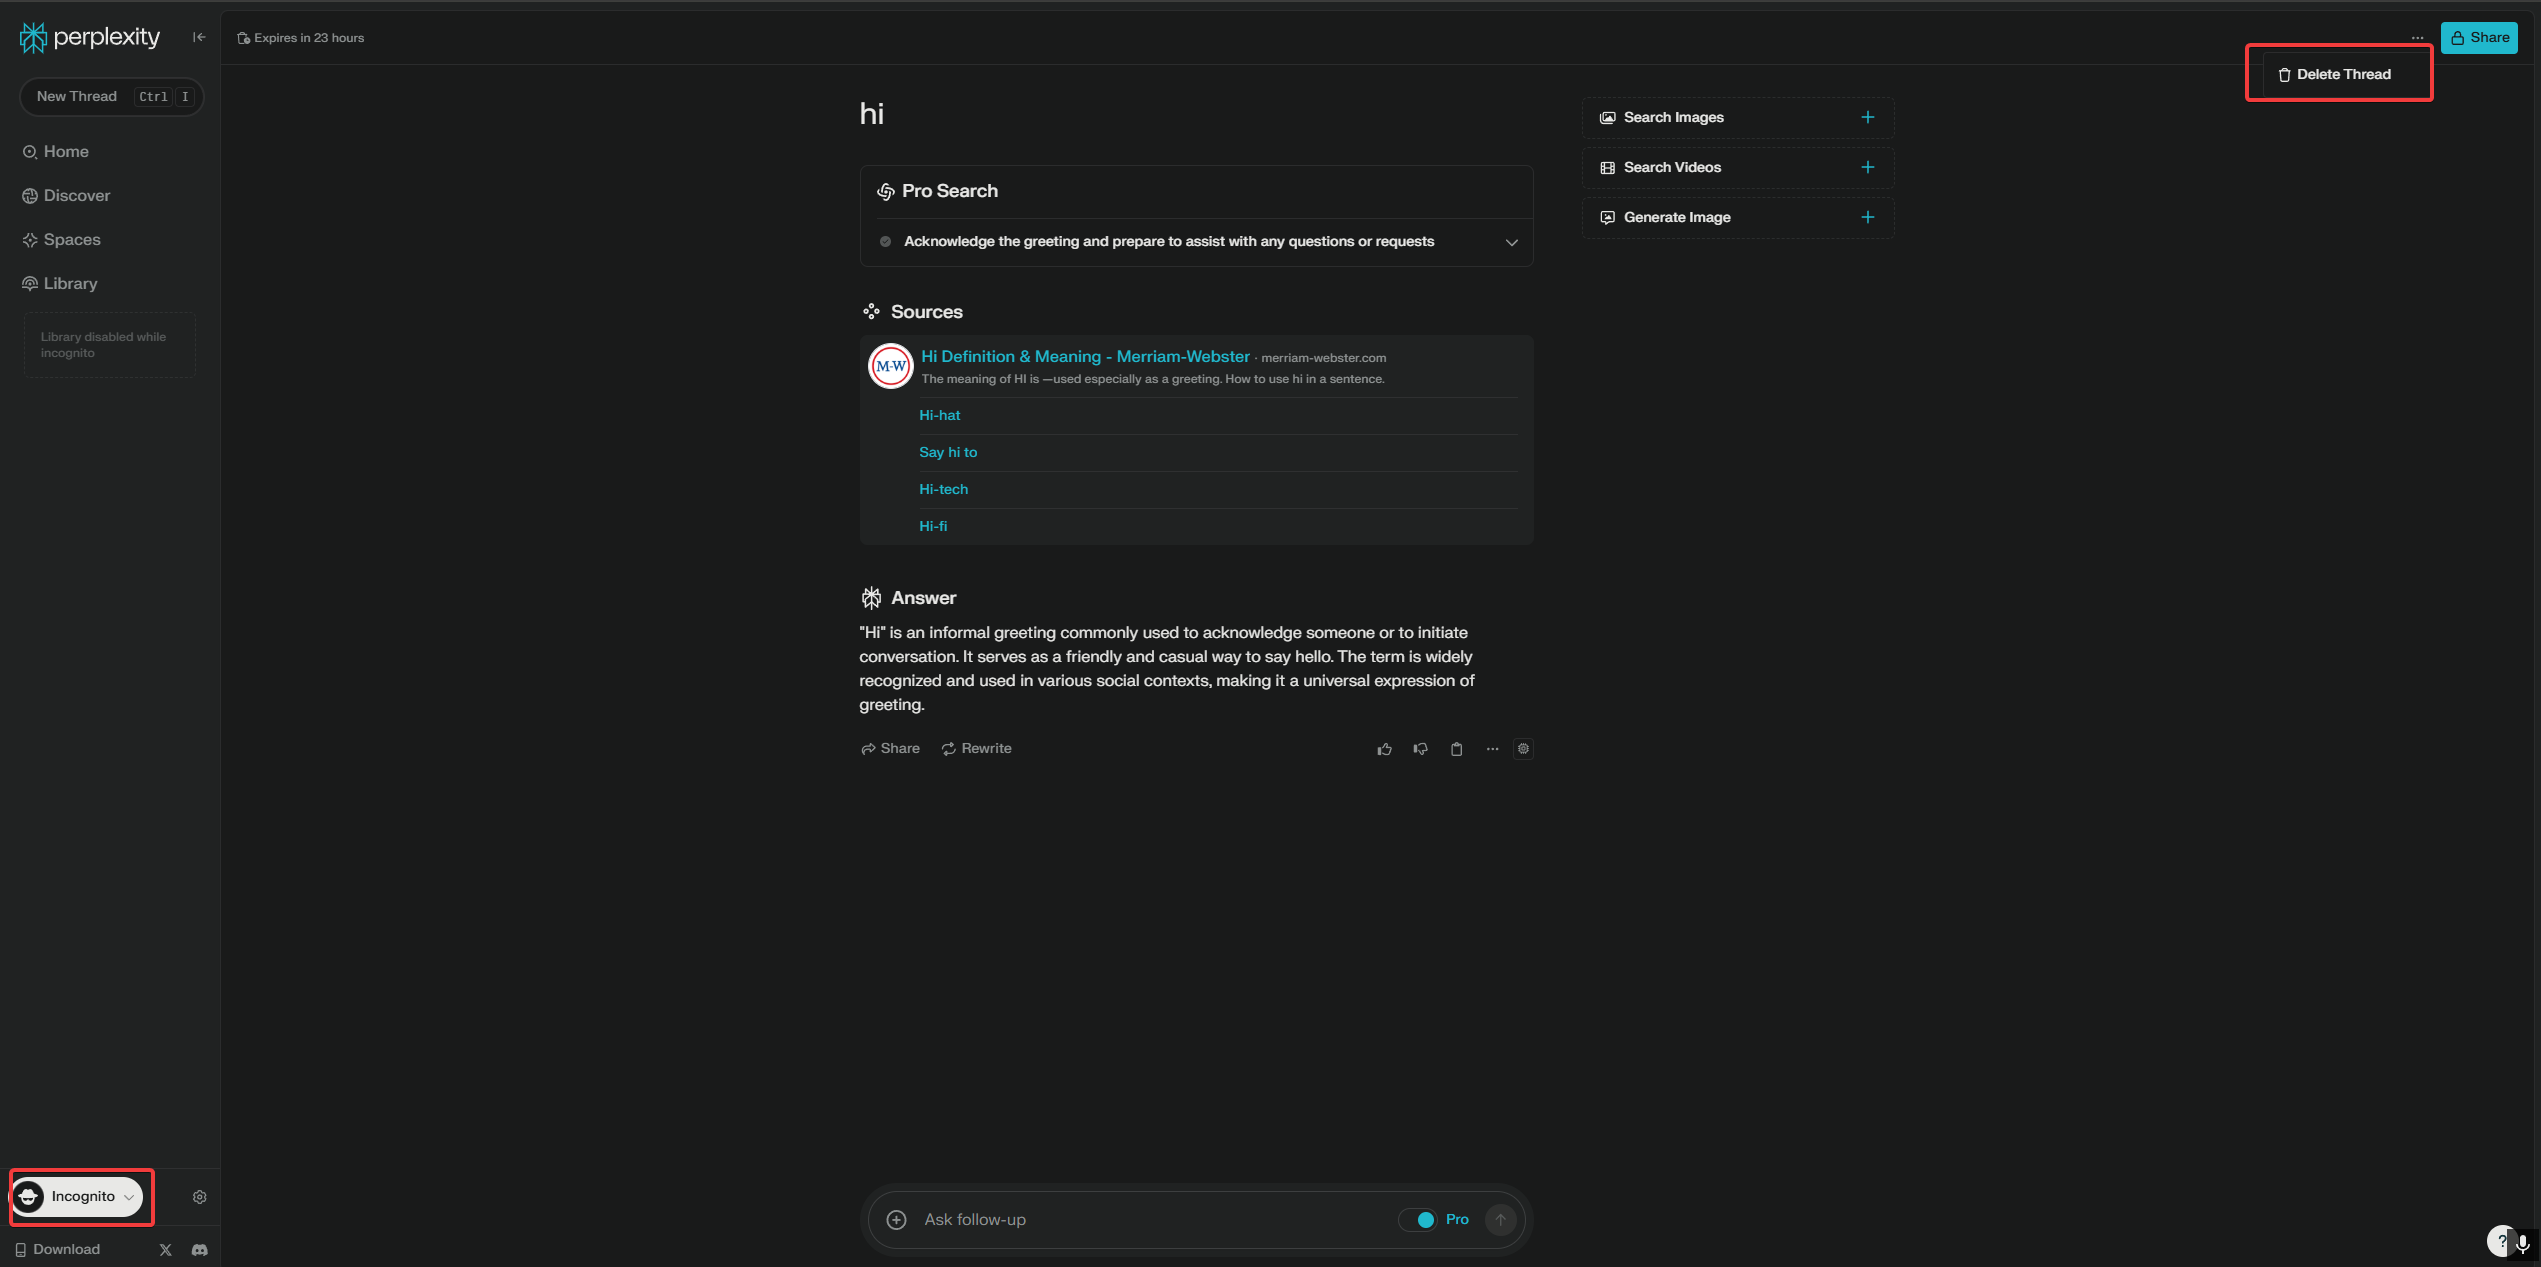 perplexity
New Thread Ctrl I
Home
Discover
Spaces
Library
Library disabled while
incognito
Incognito
Download
Expires in 23 hours
Share
Delete Thread
hi
Pro Search
Acknowledge the greeting and prepare to assist with any questions or requests
Sources
M-W
Hi Definition & Meaning - Merriam-Webster · merriam-webster.com
The meaning of HI is —used especially as a greeting. How to use hi in a sentence.
Hi-hat
Say hi to
Hi-tech
Hi-fi
Answer
"Hi" is an informal greeting commonly used to acknowledge someone or to initiate
conversation. It serves as a friendly and casual way to say hello. The term is widely
recognized and used in various social contexts, making it a universal expression of
greeting.
Share Rewrite
Search Images
Search Videos
Generate Image
Ask follow-up Pro
?